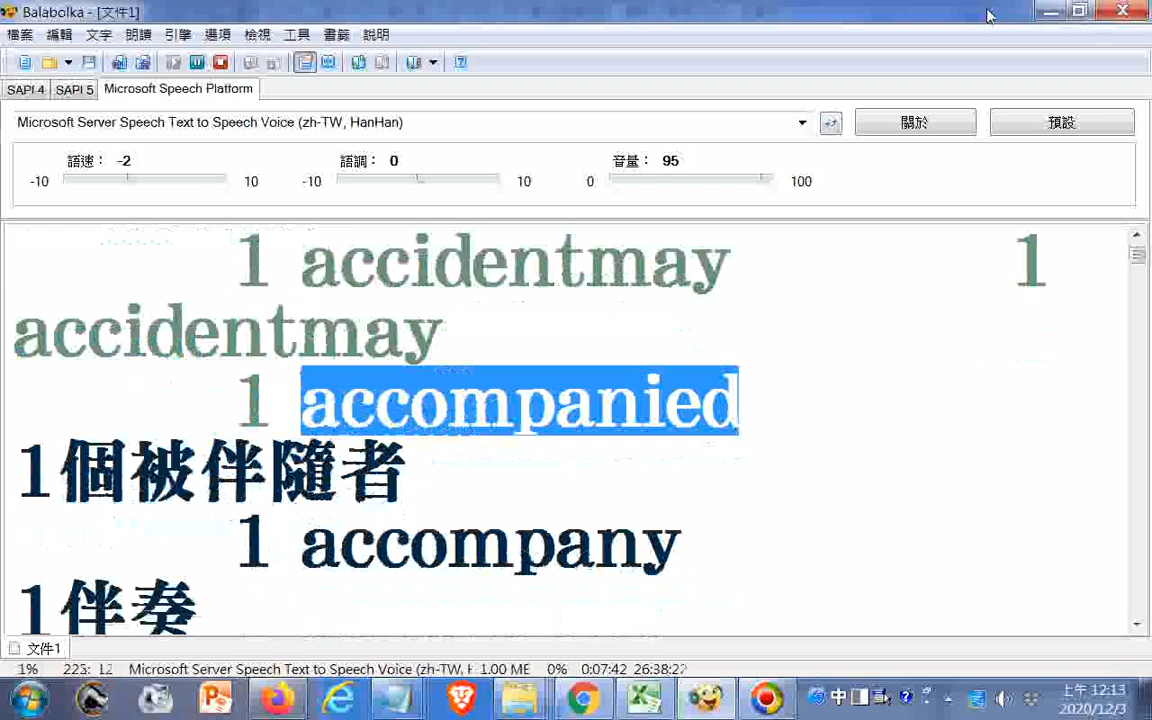 Balabolka - [文件1]
檔案 編輯 文字 朗讀 引擎 選項 檢視 工具 書籤 說明
SAPI 4 SAPI 5 Microsoft Speech Platform
Microsoft Server Speech Text to Speech Voice (zh-TW, HanHan) 關於 預設
語速： -2 語調： 0 音量： 95
-10 10 -10 10 0 100
1 accidentmay 1
accidentmay
1 accompanied
1個被伴隨者
1 accompany
1伴奏
文件1
1% 225: 12 Microsoft Server Speech Text to Speech Voice (zh-TW, H 1.00 ME 0% 0:07:42 26:38:27
中 上午 12:13
2020/12/3